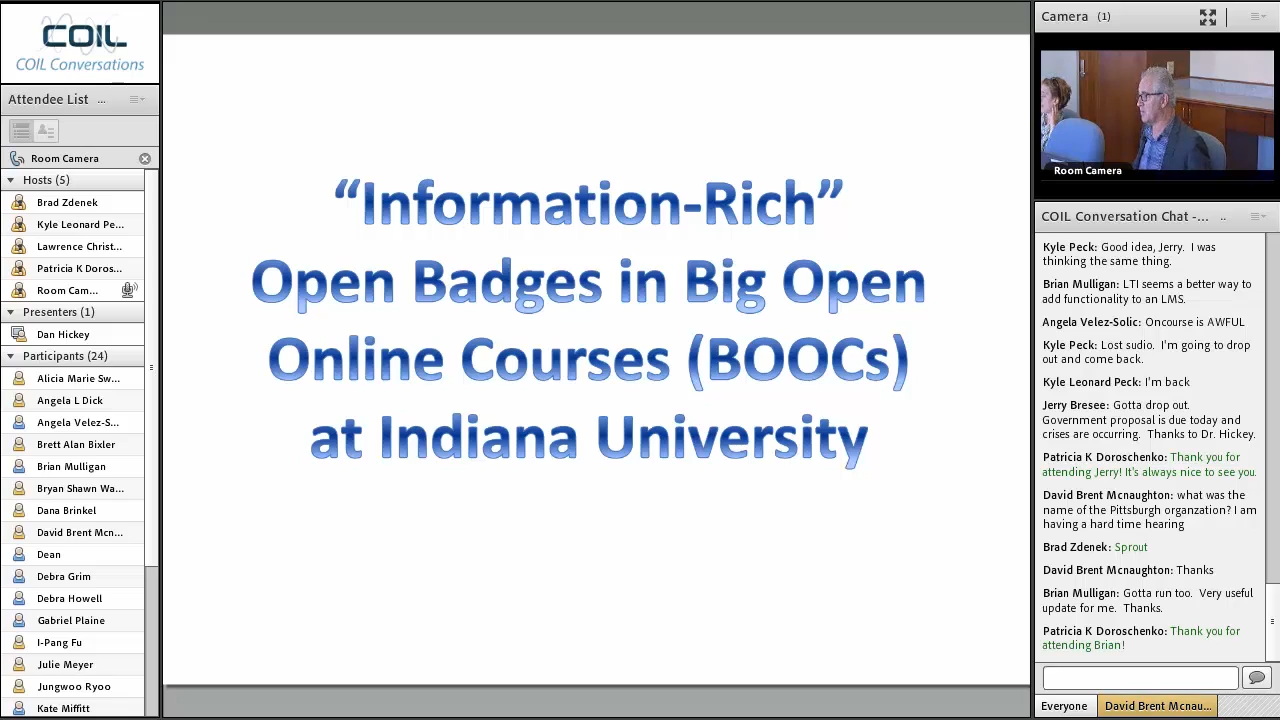 COIL
COIL Conversations
Attendee List ...
Room Camera
Hosts (5)
Brad Zdenek
Kyle Leonard Pe...
Lawrence Christ...
Patricia K Doros...
Room Cam...
Presenters (1)
Dan Hickey
Participants (24)
Alicia Marie Sw...
Angela L Dick
Angela Velez-S...
Brett Alan Bixler
Brian Mulligan
Bryan Shawn Wa...
Dana Brinkel
David Brent Mcn...
Dean
Debra Grim
Debra Howell
Gabriel Plaine
I-Pang Fu
Julie Meyer
Jungwoo Ryoo
Kate Miffitt
“Information-Rich”
Open Badges in Big Open
Online Courses (BOOCs)
at Indiana University
Camera (1)
Room Camera
COIL Conversation Chat -... ..
Kyle Peck: Good idea, Jerry. I was
thinking the same thing.
Brian Mulligan: LTI seems a better way to
add functionality to an LMS.
Angela Velez-Solic: Oncourse is AWFUL
Kyle Peck: Lost sudio. I'm going to drop
out and come back.
Kyle Leonard Peck: I'm back
Jerry Bresee: Gotta drop out.
Government proposal is due today and
crises are occurring. Thanks to Dr. Hickey.
Patricia K Doroschenko: Thank you for
attending Jerry! It's always nice to see you.
David Brent Mcnaughton: what was the
name of the Pittsburgh organzation? I am
having a hard time hearing
Brad Zdenek: Sprout
David Brent Mcnaughton: Thanks
Brian Mulligan: Gotta run too. Very useful
update for me. Thanks.
Patricia K Doroschenko: Thank you for
attending Brian!
Everyone
David Brent Mcnau...